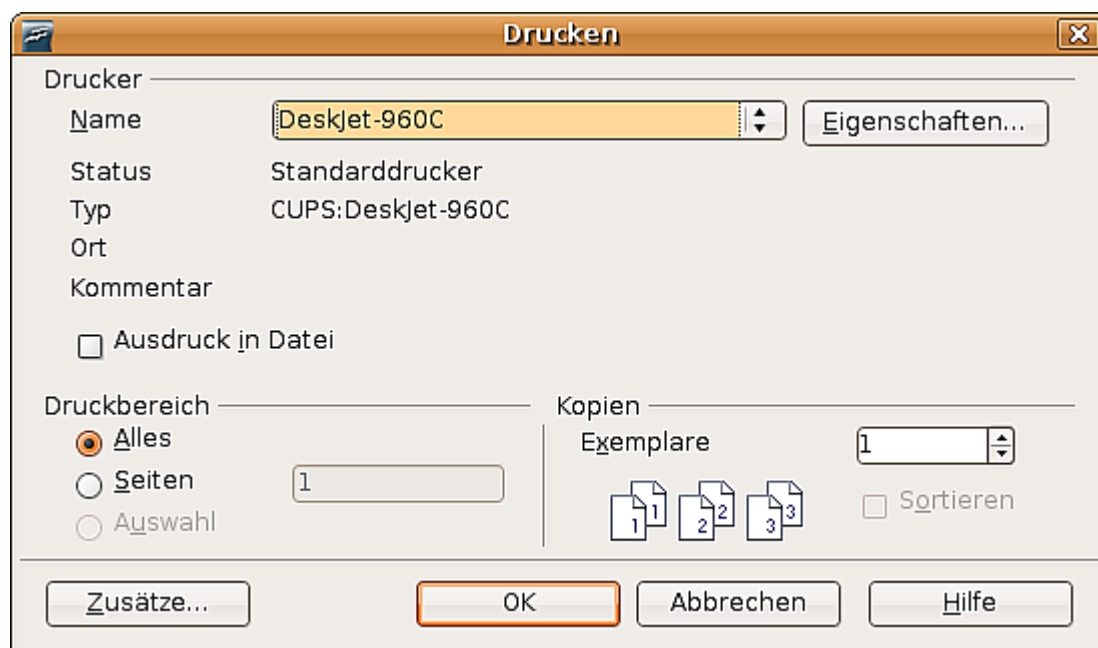 Drucken
Drucker
Name DeskJet-960C Eigenschaften...
Status Standarddrucker
Typ CUPS:DeskJet-960C
Ort
Kommentar
Ausdruck in Datei
Druckbereich Kopien
Alles Exemplare 1
Seiten 1
1 1 2 2 3 3 Sortieren
Auswahl
Zusätze... OK Abbrechen Hilfe